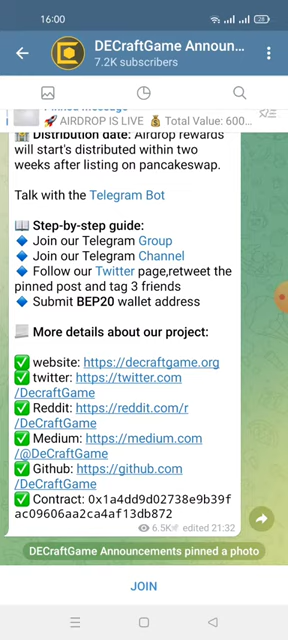 16:00
28
DECraftGame Announ...
7.2K subscribers
Pinned Message
🚀 AIRDROP IS LIVE 💰 Total Value: 600...
Distribution date: Airdrop rewards
will start's distributed within two
weeks after listing on pancakeswap.
Talk with the Telegram Bot
📖 Step-by-step guide:
🔹 Join our Telegram Group
🔹 Join our Telegram Channel
🔹 Follow our Twitter page,retweet the
pinned post and tag 3 friends
🔹 Submit BEP20 wallet address
More details about our project:
✅ website: https://decraftgame.org
✅ twitter: https://twitter.com
/DecraftGame
✅ Reddit: https://reddit.com/r
/DeCraftGame
✅ Medium: https://medium.com
/@DeCraftGame
✅ Github: https://github.com
/DeCraftGame
✅ Contract: 0x1a4dd9d02738e9b39f
ac09606aa2ca4af13db872
6.5K edited 21:32
DECraftGame Announcements pinned a photo
JOIN